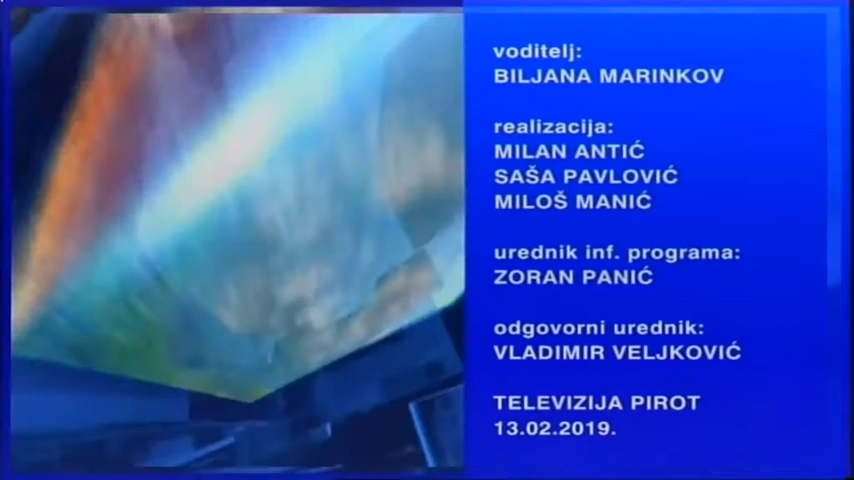 voditelj:
BILJANA MARINKOV
realizacija:
MILAN ANTIĆ
SAŠA PAVLOVIĆ
MILOŠ MANIĆ
urednik inf. programa:
ZORAN PANIĆ
odgovorni urednik:
VLADIMIR VELJKOVIĆ
TELEVIZIJA PIROT
13.02.2019.